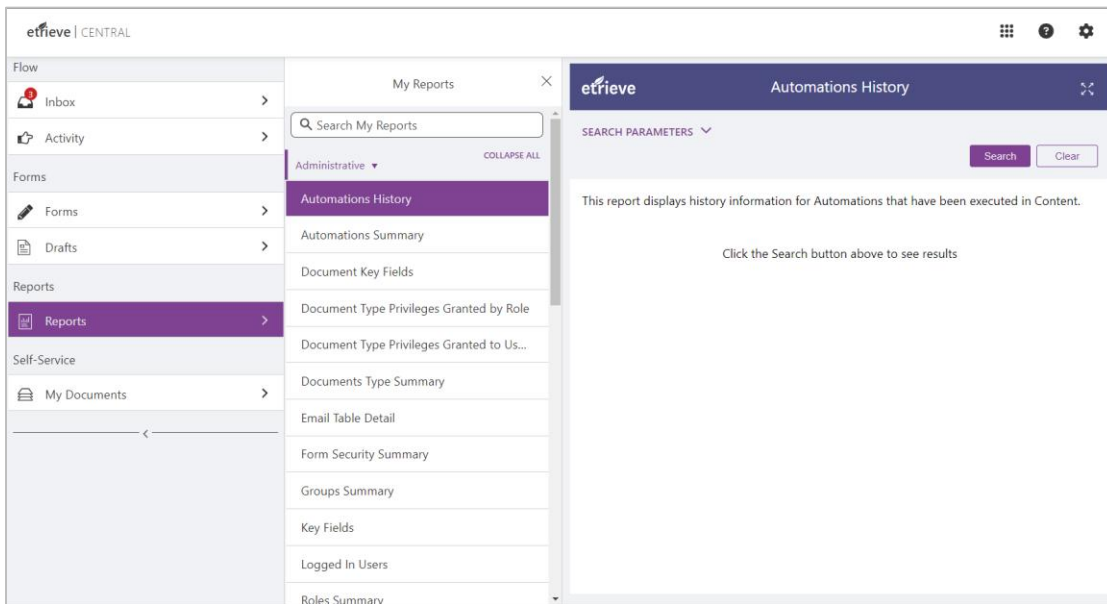 etrieve | CENTRAL
Flow
3
Inbox
Activity
Forms
Forms
Drafts
Reports
Reports
Self-Service
My Documents
My Reports
Search My Reports
COLLAPSE ALL
Administrative
Automations History
Automations Summary
Document Key Fields
Document Type Privileges Granted by Role
Document Type Privileges Granted to Us...
Documents Type Summary
Email Table Detail
Form Security Summary
Groups Summary
Key Fields
Logged In Users
Roles Summary
etrieve
Automations History
SEARCH PARAMETERS
Search
Clear
This report displays history information for Automations that have been executed in Content.
Click the Search button above to see results